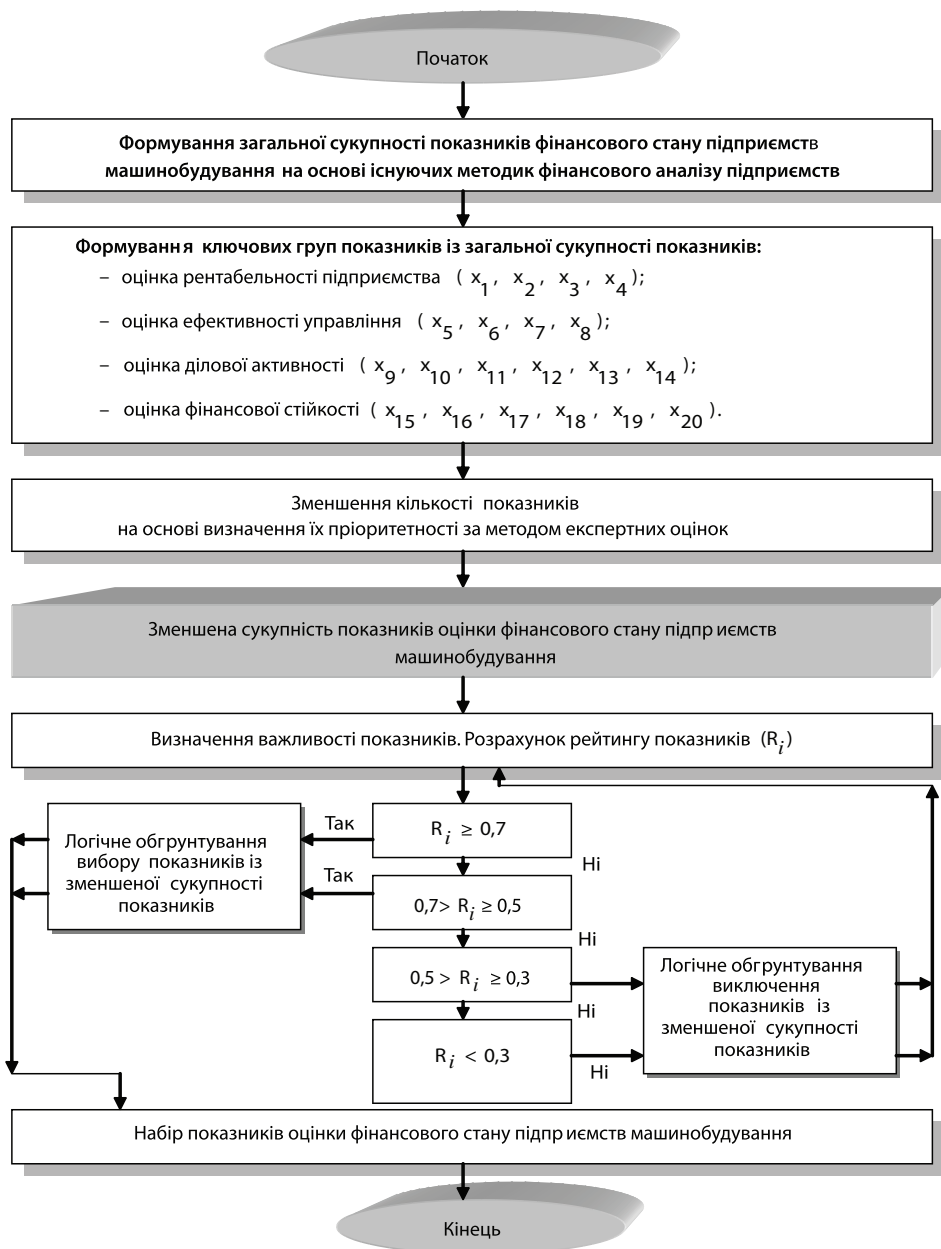 Початок
Формування загальної сукупності показників фінансового стану підприємств
машинобудування на основі існуючих методик фінансового аналізу підприємств
Формування ключових груп показників із загальної сукупності показників:
– оцінка рентабельності підприємства ( x1 , x2 , x3 , x4 );
– оцінка ефективності управління ( x5 , x6 , x7 , x8 );
– оцінка ділової активності ( x9 , x10 , x11 , x12 , x13 , x14 );
– оцінка фінансової стійкості ( x15 , x16 , x17 , x18 , x19 , x20 ).
Зменшення кількості показників
на основі визначення їх пріоритетності за методом експертних оцінок
Зменшена сукупність показників оцінки фінансового стану підпр иємств
машинобудування
Визначення важливості показників. Розрахунок рейтингу показників (Ri)
Логічне обгрунтування
вибору показників із
зменшеної сукупності
показників
Так
Так
Ri ≥ 0,7
Ні
0,7> Ri ≥ 0,5
Ні
0,5 > Ri ≥ 0,3
Ні
Ri < 0,3
Ні
Логічне обгрунтування
виключення
показників із
зменшеної сукупності
показників
Набір показників оцінки фінансового стану підпр иємств машинобудування
Кінець